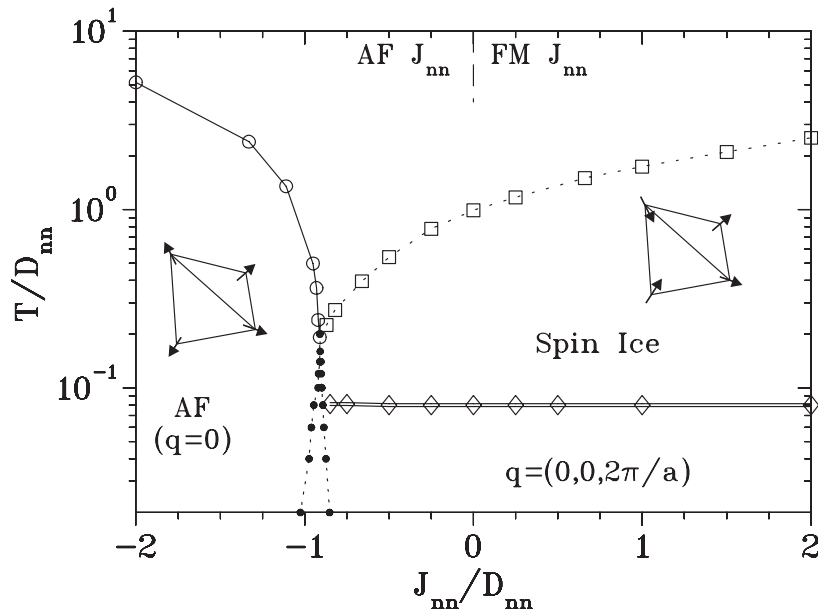 10^1
AF J_nn FM J_nn
10^0
T/D_nn
Spin Ice
10^-1
AF
(q=0)
q=(0,0,2π/a)
-2 -1 0 1 2
J_nn/D_nn